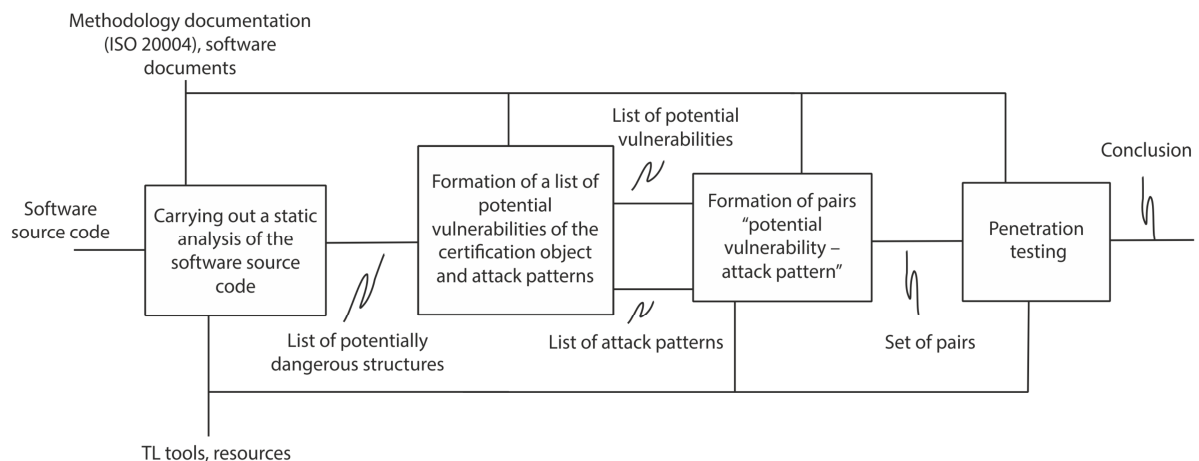 Methodology documentation
(ISO 20004), software
documents
List of potential
vulnerabilities
Conclusion
Software
source code
Carrying out a static
analysis of the
software source
code
Formation of a list of
potential
vulnerabilities of the
certification object
and attack patterns
Formation of pairs
“potential
vulnerability –
attack pattern”
Penetration
testing
List of potentially
dangerous structures
List of attack patterns
Set of pairs
TL tools, resources